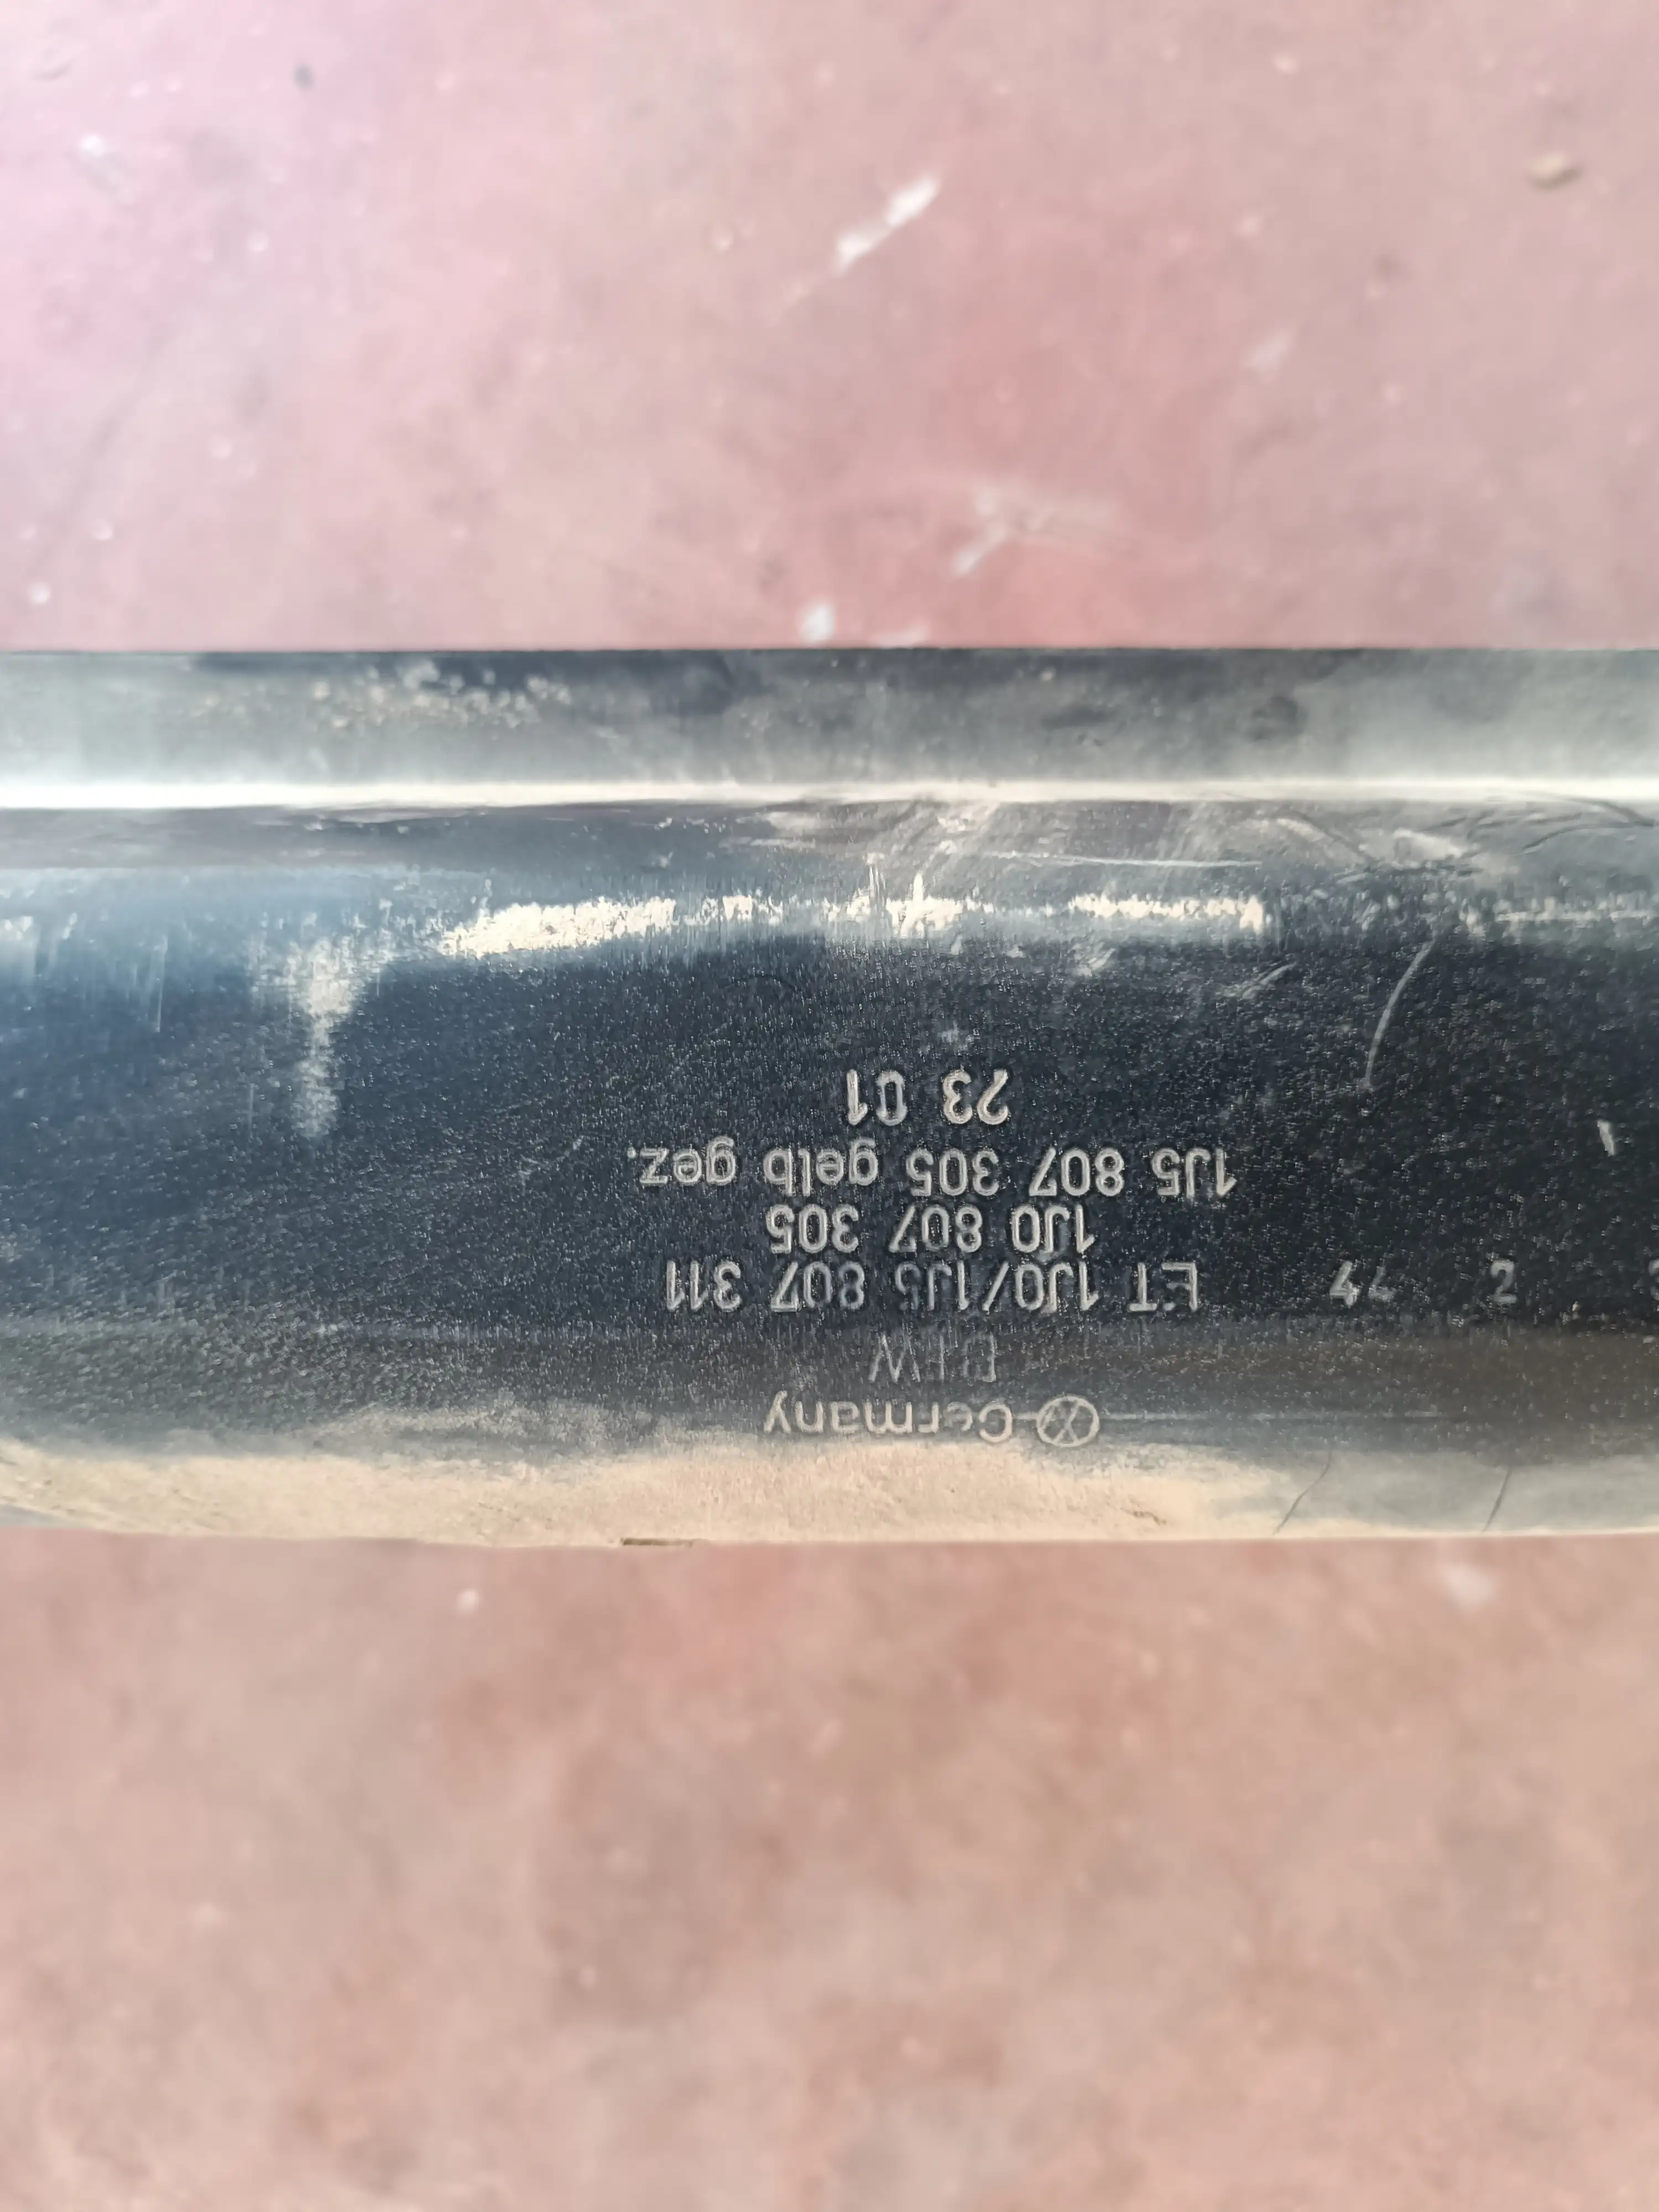 Germany
ET 1J0/1J5 807 311
1J0 807 305
1J5 807 305 gelb gez.
23 01